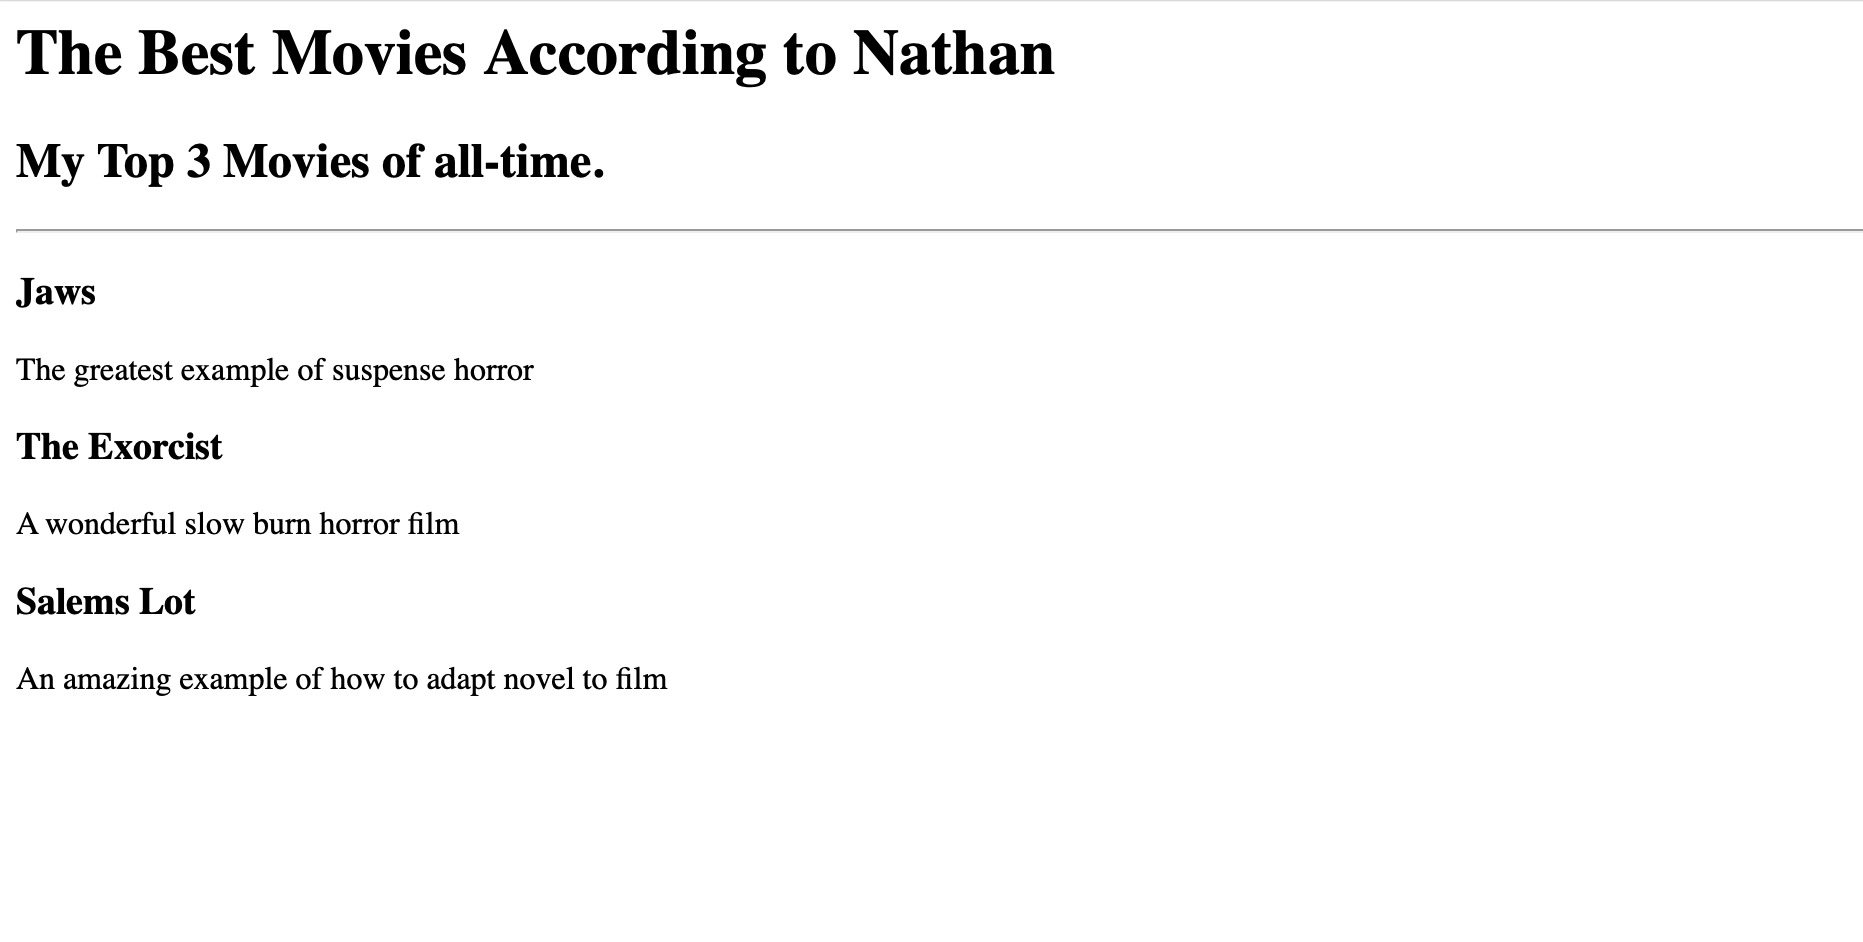 The Best Movies According to Nathan
My Top 3 Movies of all-time.
Jaws
The greatest example of suspense horror
The Exorcist
A wonderful slow burn horror film
Salems Lot
An amazing example of how to adapt novel to film